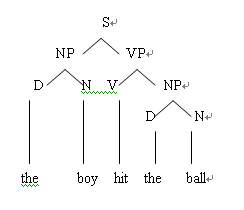 S
NP VP
D N V NP
D N
the boy hit the ball